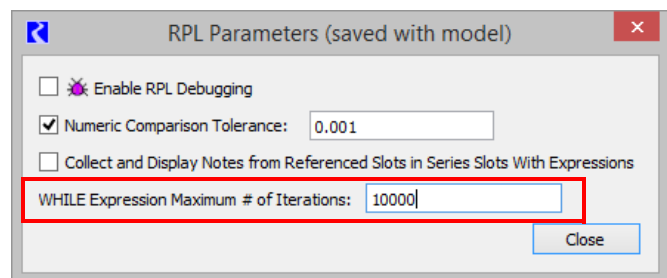 RPL Parameters (saved with model)
Enable RPL Debugging
Numeric Comparison Tolerance: 0.001
Collect and Display Notes from Referenced Slots in Series Slots With Expressions
WHILE Expression Maximum # of Iterations: 10000
Close